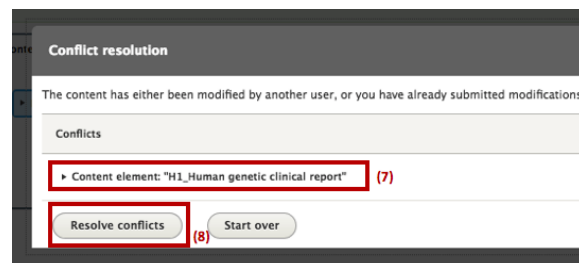 onte
Conflict resolution
The content has either been modified by another user, or you have already submitted modifications
Conflicts
▸ Content element: "H1_Human genetic clinical report" (7)
Resolve conflicts (8) Start over